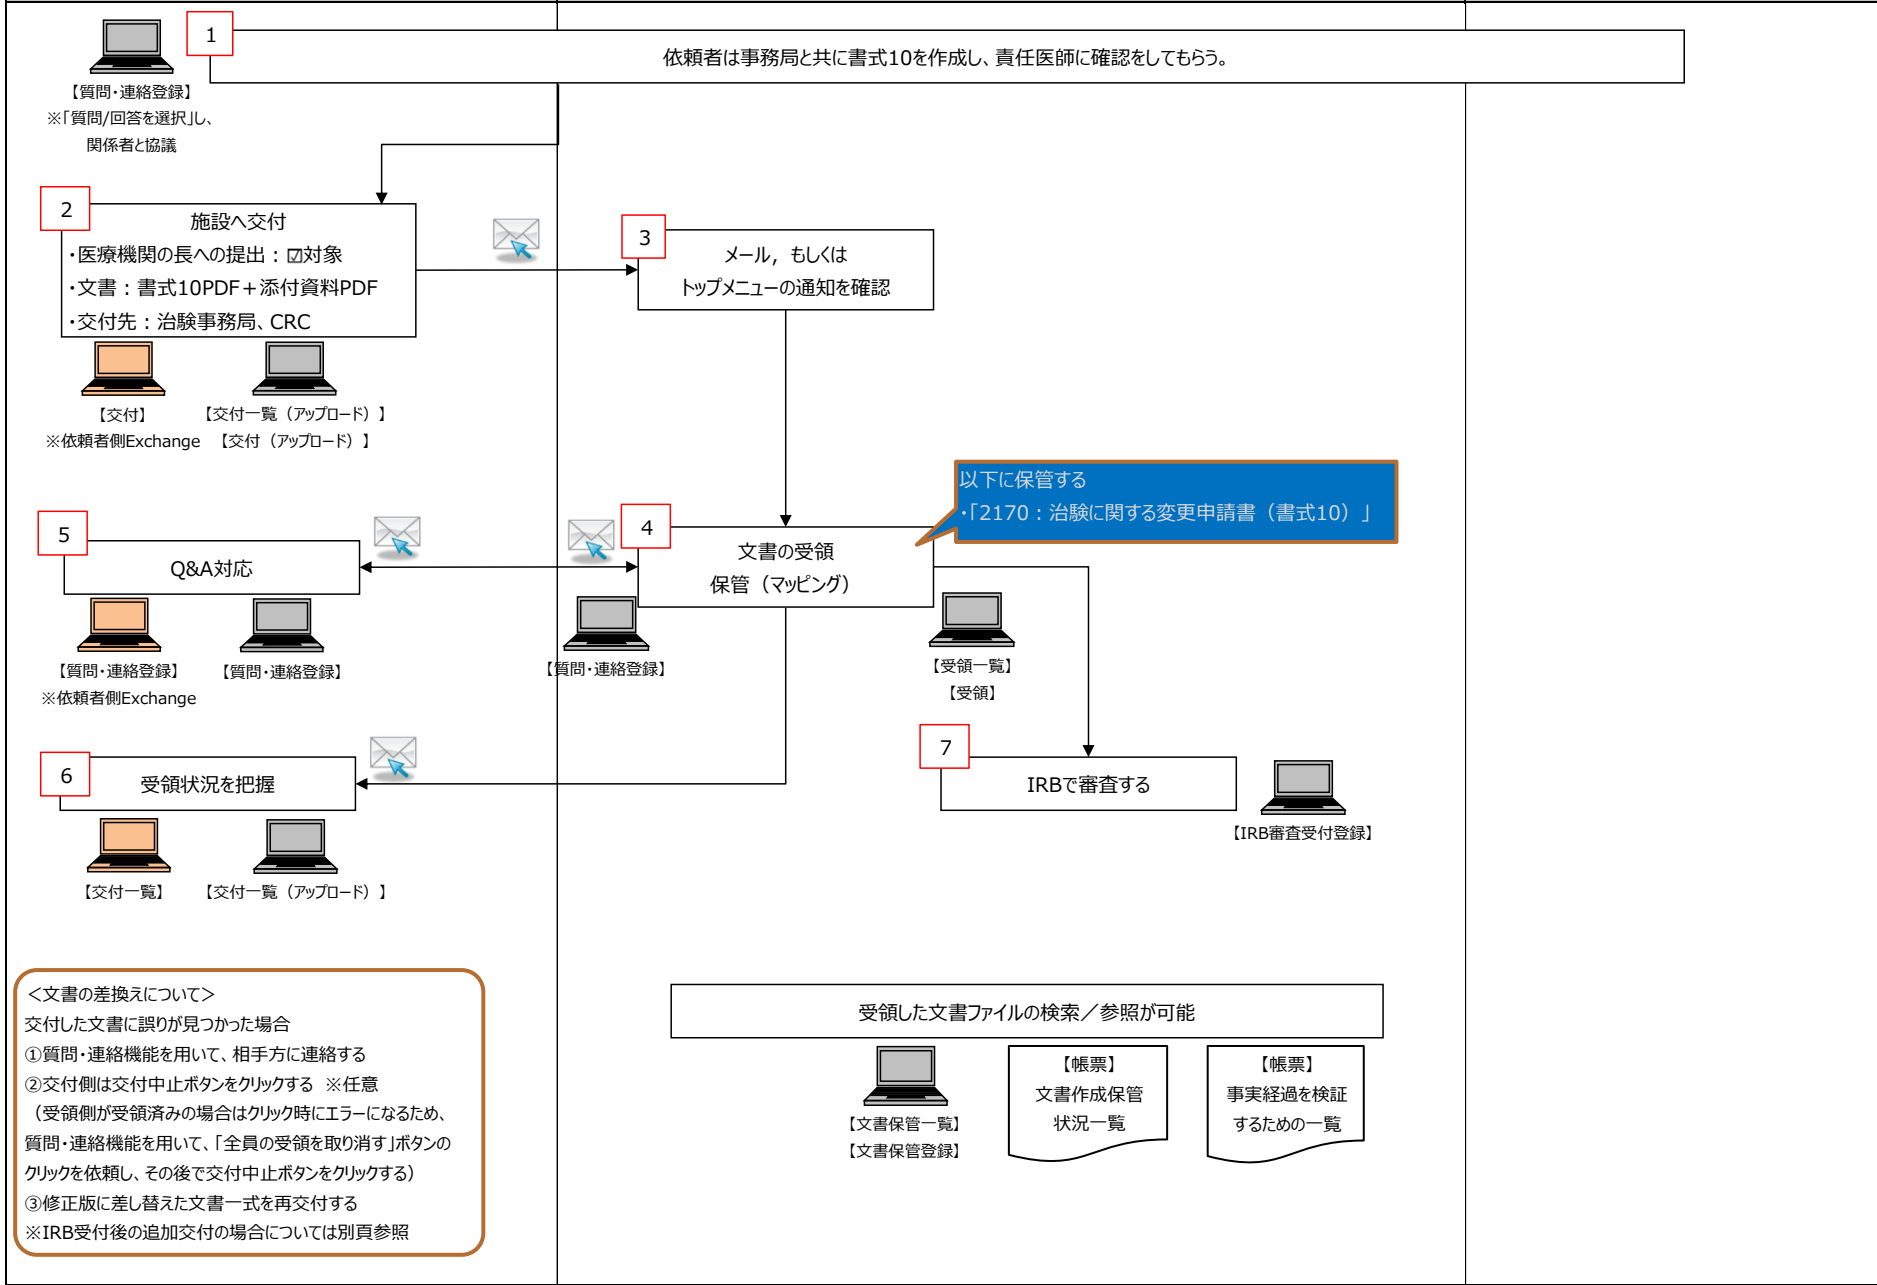 1
依頼者は事務局と共に書式10を作成し、責任医師に確認をしてもらう。
【質問・連絡登録】
※「質問/回答を選択」し、
関係者と協議
2
施設へ交付
・医療機関の長への提出：☑対象
・文書：書式10PDF＋添付資料PDF
・交付先：治験事務局、CRC
【交付】
※依頼者側Exchange
【交付一覧（アップロード）】
【交付（アップロード）】
3
メール，もしくは
トップメニューの通知を確認
以下に保管する
・「2170：治験に関する変更申請書（書式10）」
4
文書の受領
保管（マッピング）
【質問・連絡登録】
【受領一覧】
【受領】
5
Q&A対応
【質問・連絡登録】
※依頼者側Exchange
【質問・連絡登録】
6
受領状況を把握
【交付一覧】
【交付一覧（アップロード）】
7
IRBで審査する
【IRB審査受付登録】
＜文書の差換えについて＞
交付した文書に誤りが見つかった場合
①質問・連絡機能を用いて、相手方に連絡する
②交付側は交付中止ボタンをクリックする ※任意
（受領側が受領済みの場合はクリック時にエラーになるため、
質問・連絡機能を用いて、「全員の受領を取り消す」ボタンの
クリックを依頼し、その後で交付中止ボタンをクリックする）
③修正版に差し替えた文書一式を再交付する
※IRB受付後の追加交付の場合については別頁参照
受領した文書ファイルの検索／参照が可能
【文書保管一覧】
【文書保管登録】
【帳票】
文書作成保管
状況一覧
【帳票】
事実経過を検証
するための一覧